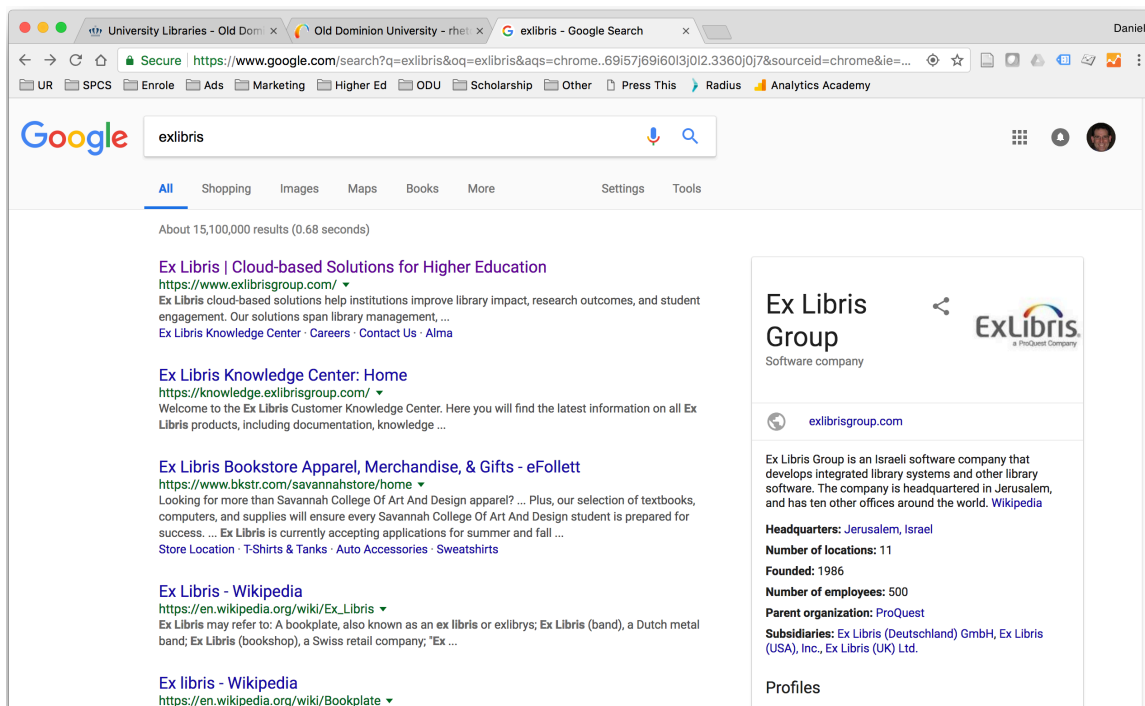 University Libraries - Old Dom
Old Dominion University - rhet
exlibris - Google Search
Daniel
Secure https://www.google.com/search?q=exlibris&oq=exlibris&aqs=chrome..69i57j69i60l3j0l2.3360j0j7&sourceid=chrome&ie=...
UR SPCS Enrole Ads Marketing Higher Ed ODU Scholarship Other Press This Radius Analytics Academy
Google
exlibris
All Shopping Images Maps Books More Settings Tools
About 15,100,000 results (0.68 seconds)
Ex Libris | Cloud-based Solutions for Higher Education
https://www.exlibrisgroup.com/
Ex Libris cloud-based solutions help institutions improve library impact, research outcomes, and student
engagement. Our solutions span library management, ...
Ex Libris Knowledge Center · Careers · Contact Us · Alma
Ex Libris Knowledge Center: Home
https://knowledge.exlibrisgroup.com/
Welcome to the Ex Libris Customer Knowledge Center. Here you will find the latest information on all Ex
Libris products, including documentation, knowledge ...
Ex Libris Bookstore Apparel, Merchandise, & Gifts - eFollett
https://www.bkstr.com/savannahstore/home
Looking for more than Savannah College Of Art And Design apparel? ... Plus, our selection of textbooks,
computers, and supplies will ensure every Savannah College Of Art And Design student is prepared for
success. ... Ex Libris is currently accepting applications for summer and fall ...
Store Location · T-Shirts & Tanks · Auto Accessories · Sweatshirts
Ex Libris - Wikipedia
https://en.wikipedia.org/wiki/Ex_Libris
Ex Libris may refer to: A bookplate, also known as an ex libris or exlibrys; Ex Libris (band), a Dutch metal
band; Ex Libris (bookshop), a Swiss retail company; "Ex ...
Ex libris - Wikipedia
https://en.wikipedia.org/wiki/Bookplate
Ex Libris
Group
Software company
ExLibris.
a ProQuest Company
exlibrisgroup.com
Ex Libris Group is an Israeli software company that
develops integrated library systems and other library
software. The company is headquartered in Jerusalem,
and has ten other offices around the world. Wikipedia
Headquarters: Jerusalem, Israel
Number of locations: 11
Founded: 1986
Number of employees: 500
Parent organization: ProQuest
Subsidiaries: Ex Libris (Deutschland) GmbH, Ex Libris
(USA), Inc., Ex Libris (UK) Ltd.
Profiles